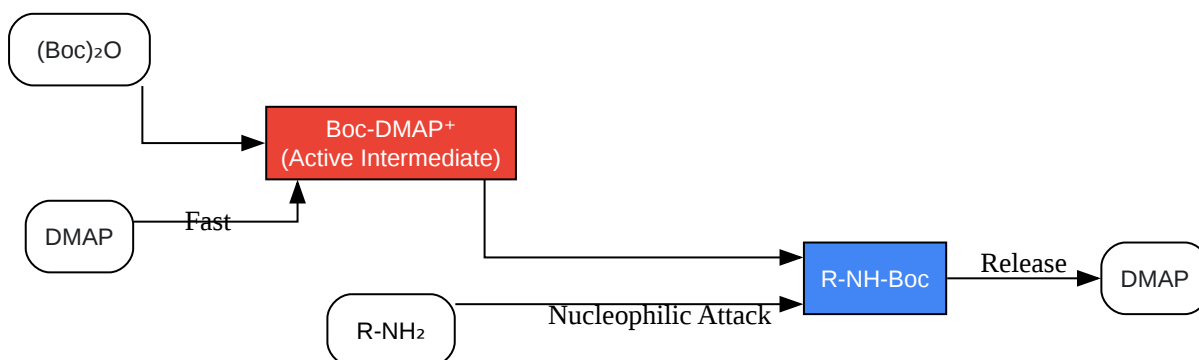 (Boc)₂O
Boc-DMAP⁺
(Active Intermediate)
DMAP
Fast
R-NH₂
Nucleophilic Attack
R-NH-Boc
Release
DMAP